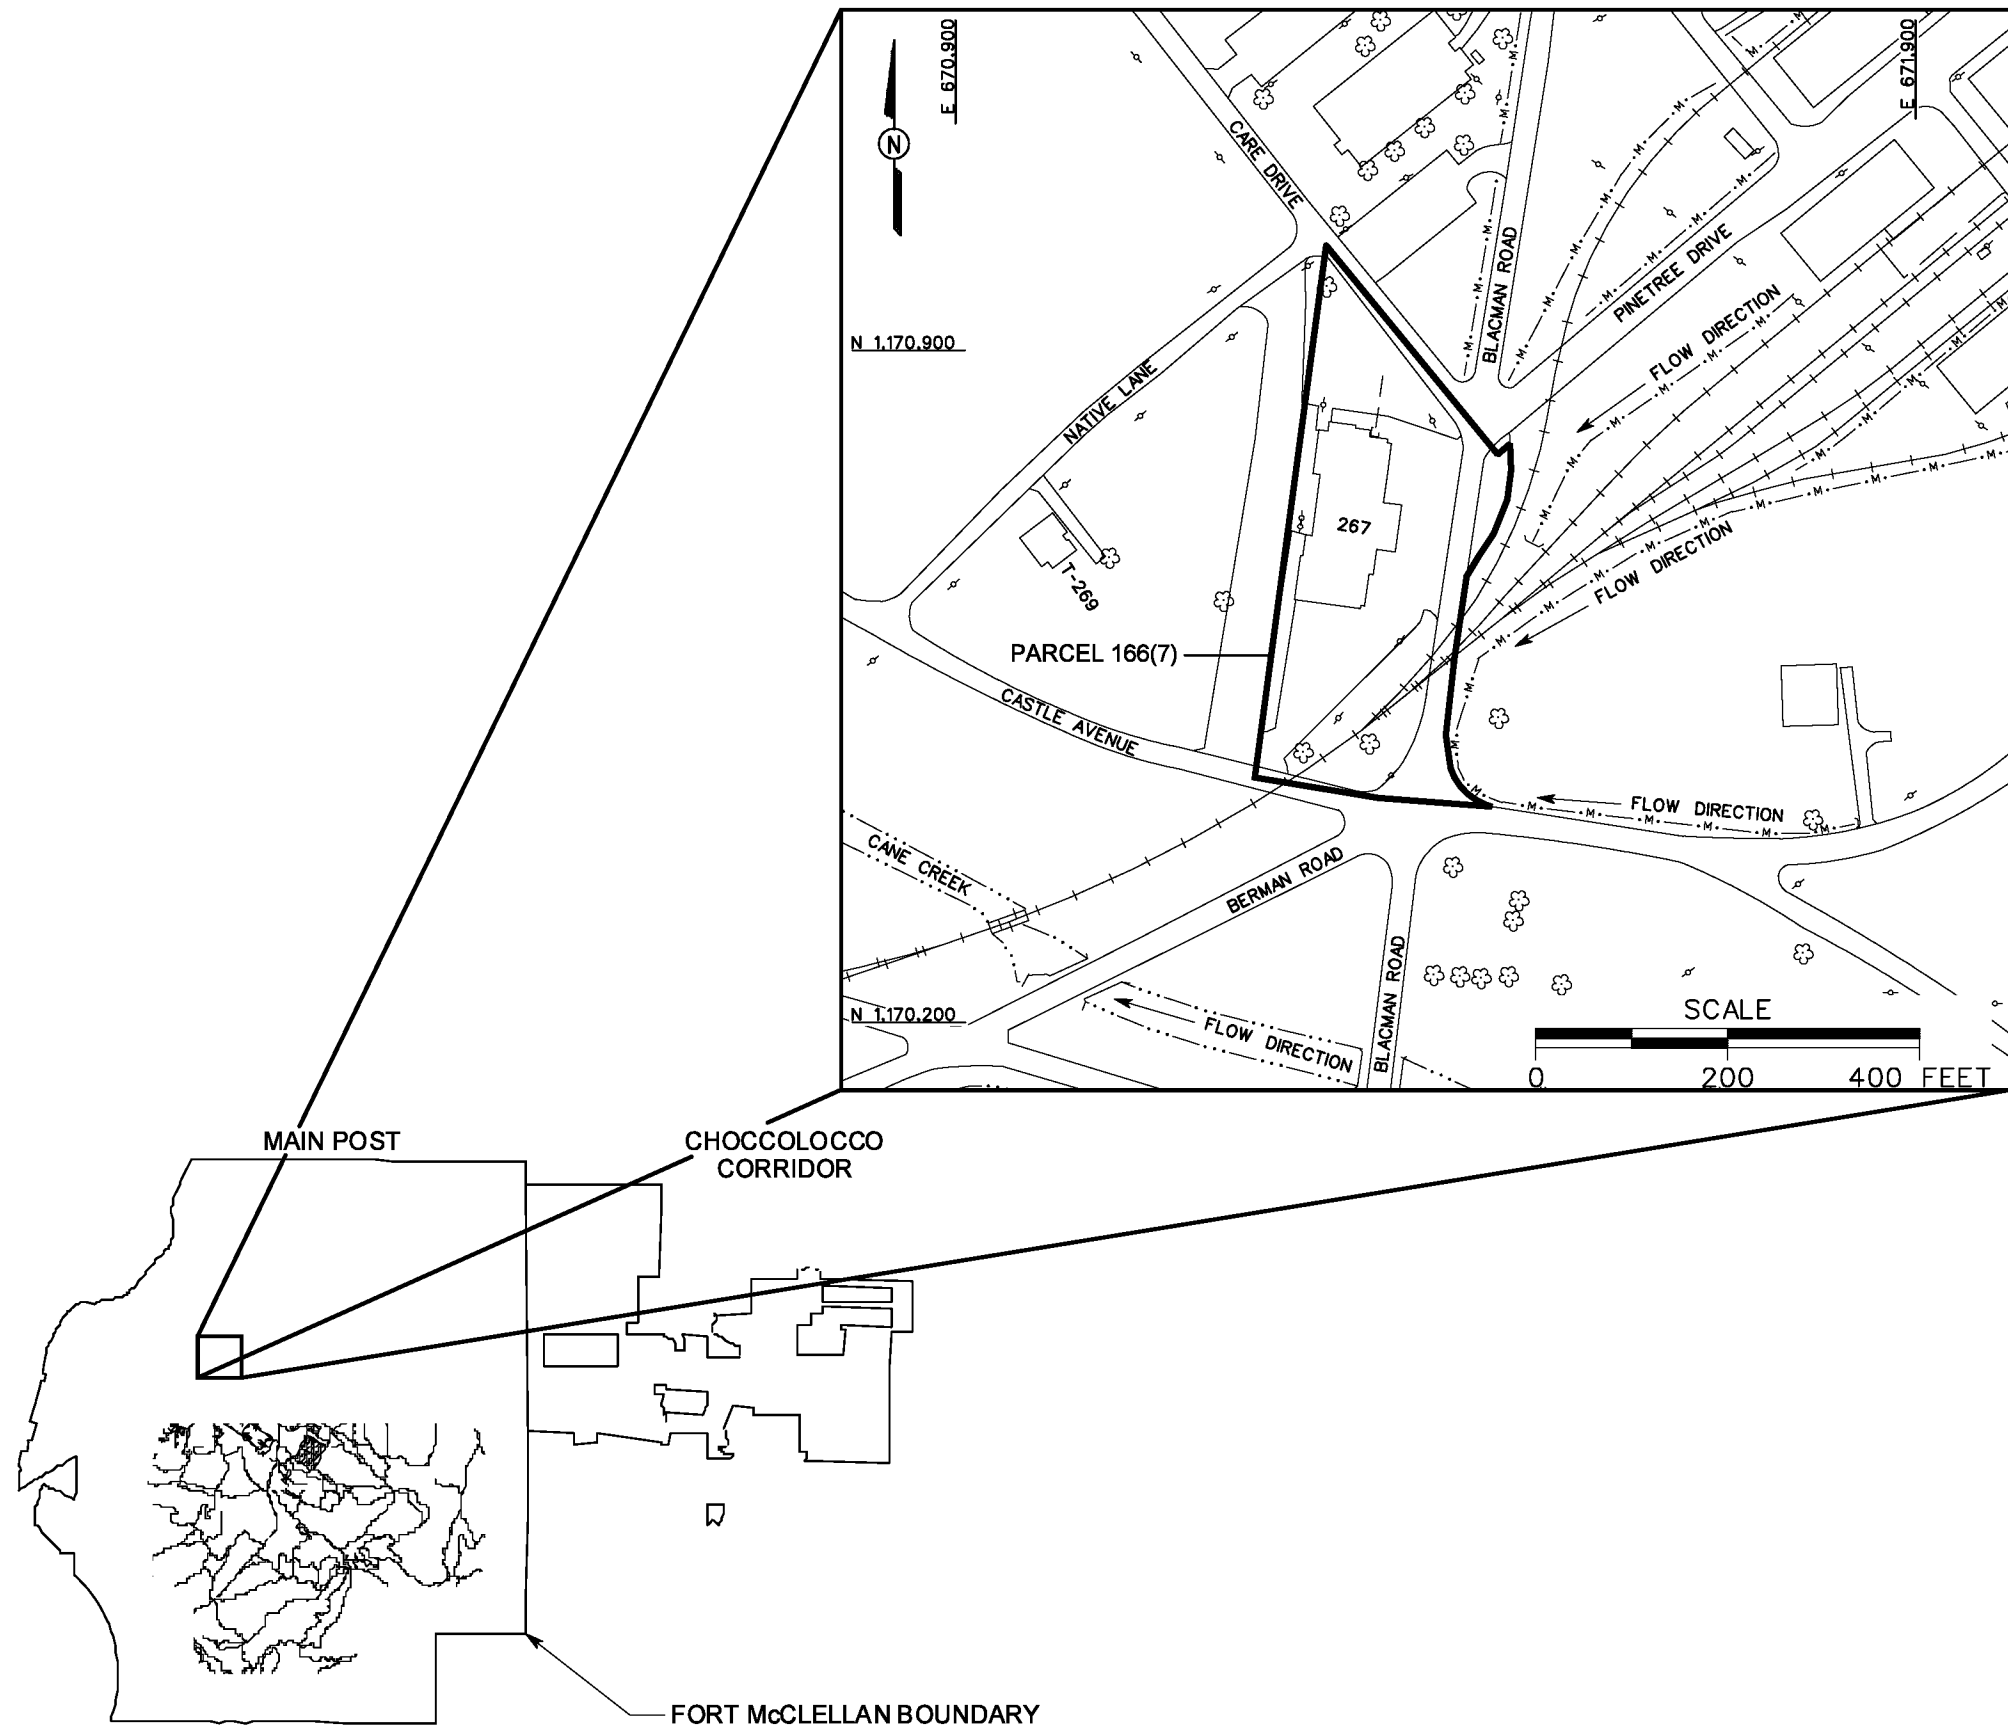 E 670,900
E 671,900
N
CARE DRIVE
BLACMAN ROAD
PINETREE DRIVE
FLOW DIRECTION
N 1,170,900
NATIVE LANE
267
T-269
FLOW DIRECTION
PARCEL 166(7)
CASTLE AVENUE
FLOW DIRECTION
CANE CREEK
BERMAN ROAD
BLACMAN ROAD
N 1,170,200
FLOW DIRECTION
SCALE
0 200 400 FEET
MAIN POST
CHOCCOLOCCO
CORRIDOR
FORT McCLELLAN BOUNDARY